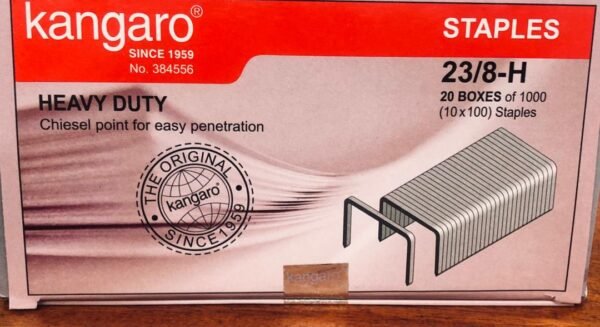 kangaro
SINCE 1959
No. 384556
STAPLES
23/8-H
20 BOXES of 1000
(10x100) Staples
HEAVY DUTY
Chiesel point for easy penetration
THE ORIGINAL
kangaro
SINCE 1959
kangaro